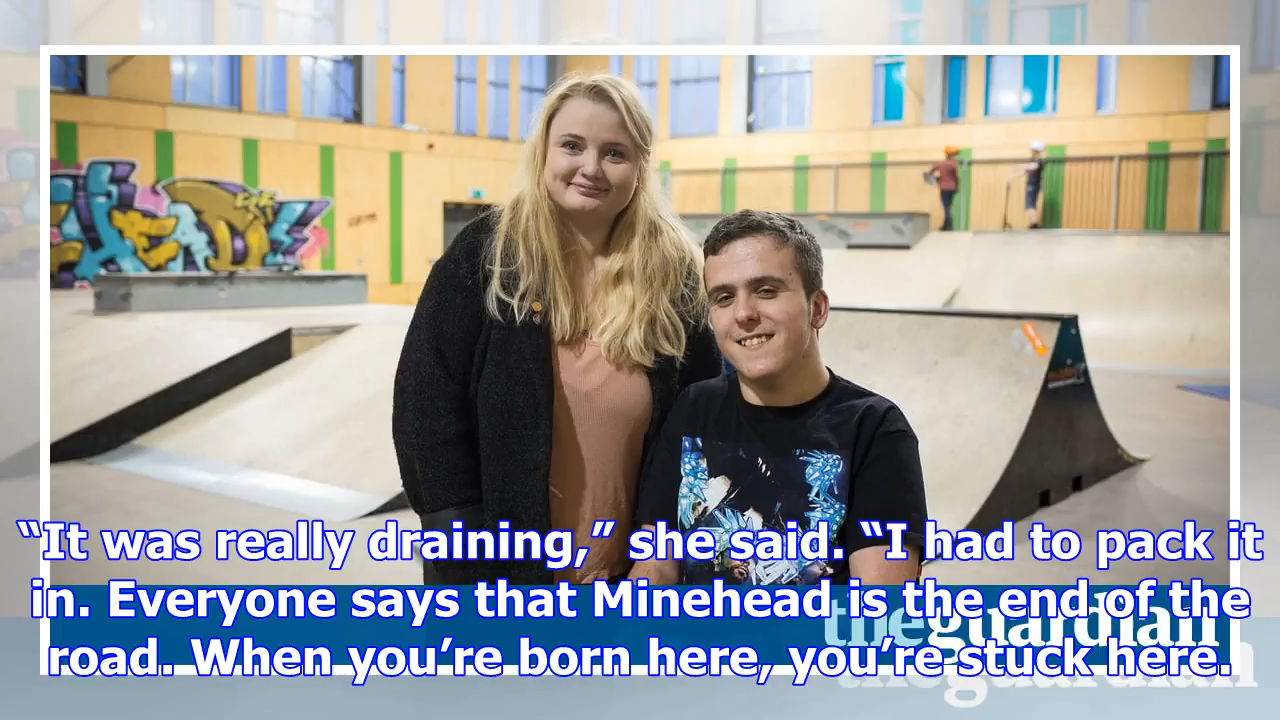 “It was really draining,” she said. “I had to pack it
in. Everyone says that Minehead is the end of the
road. When you’re born here, you’re stuck here.
theguardian
theguardian